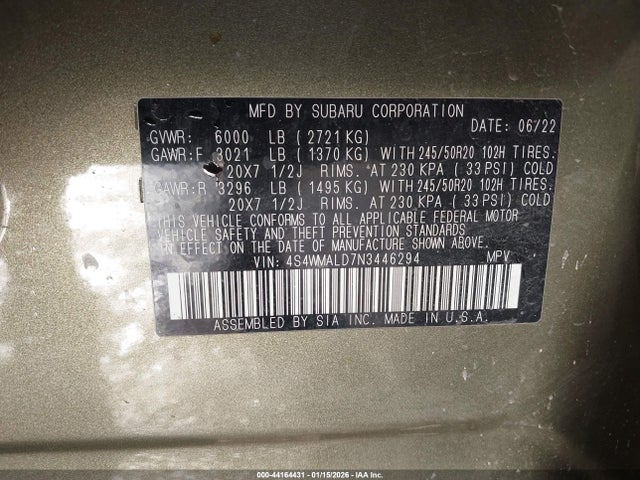 MFD BY SUBARU CORPORATION
DATE: 06/22
GVWR: 6000 LB ( 2721 KG)
GAWR:F 3021 LB ( 1370 KG) WITH 245/50R20 102H TIRES.
20X7 1/2J RIMS. AT 230 KPA ( 33 PSI) COLD
GAWR:R 3296 LB ( 1495 KG) WITH 245/50R20 102H TIRES.
20X7 1/2J RIMS. AT 230 KPA ( 33 PSI) COLD
THIS VEHICLE CONFORMS TO ALL APPLICABLE FEDERAL MOTOR
VEHICLE SAFETY AND THEFT PREVENTION STANDARDS
IN EFFECT ON THE DATE OF MANUFACTURE SHOWN ABOVE.
VIN: 4S4WMALD7N3446294 MPV
ASSEMBLED BY SIA INC. MADE IN U.S.A.
000-44164431 - 01/15/2026 - IAA Inc.